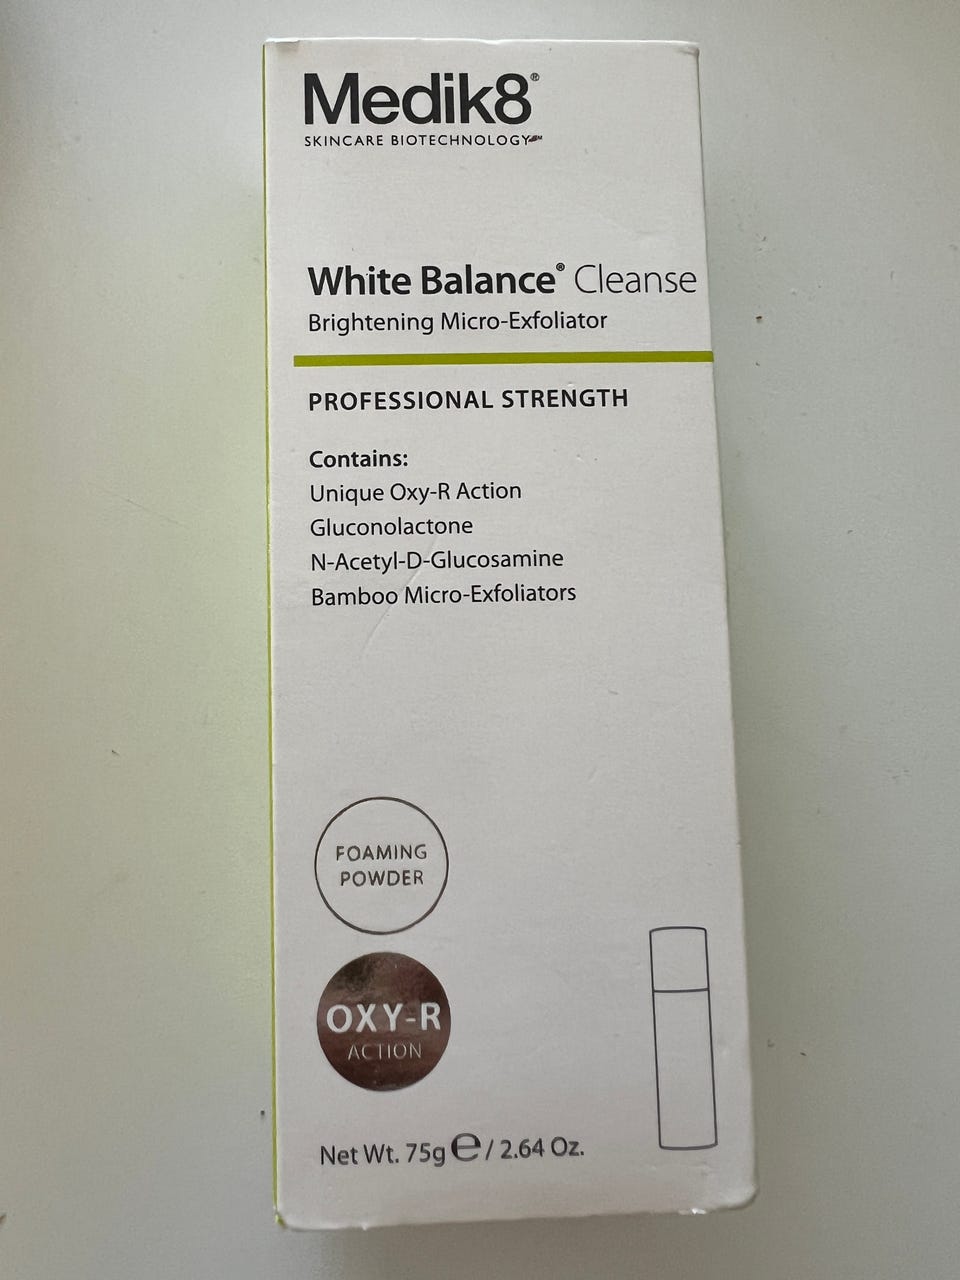 Medik8®
SKINCARE BIOTECHNOLOGY
White Balance® Cleanse
Brightening Micro-Exfoliator
PROFESSIONAL STRENGTH
Contains:
Unique Oxy-R Action
Gluconolactone
N-Acetyl-D-Glucosamine
Bamboo Micro-Exfoliators
FOAMING
POWDER
OXY-R
ACTION
Net Wt. 75g ℮ / 2.64 Oz.